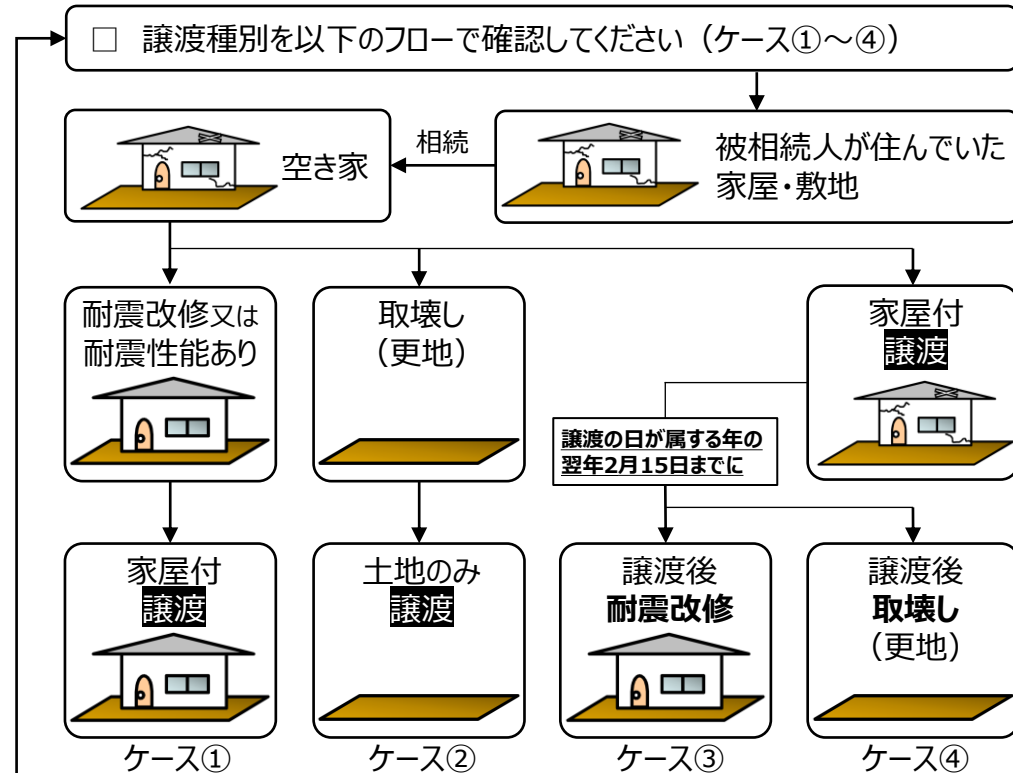 □ 譲渡種別を以下のフローで確認してください（ケース①～④）
被相続人が住んでいた
家屋・敷地
相続
空き家
耐震改修又は
耐震性能あり
取壊し
（更地）
家屋付
譲渡
譲渡の日が属する年の
翌年2月15日までに
家屋付
譲渡
土地のみ
譲渡
譲渡後
耐震改修
譲渡後
取壊し
（更地）
ケース①
ケース②
ケース③
ケース④